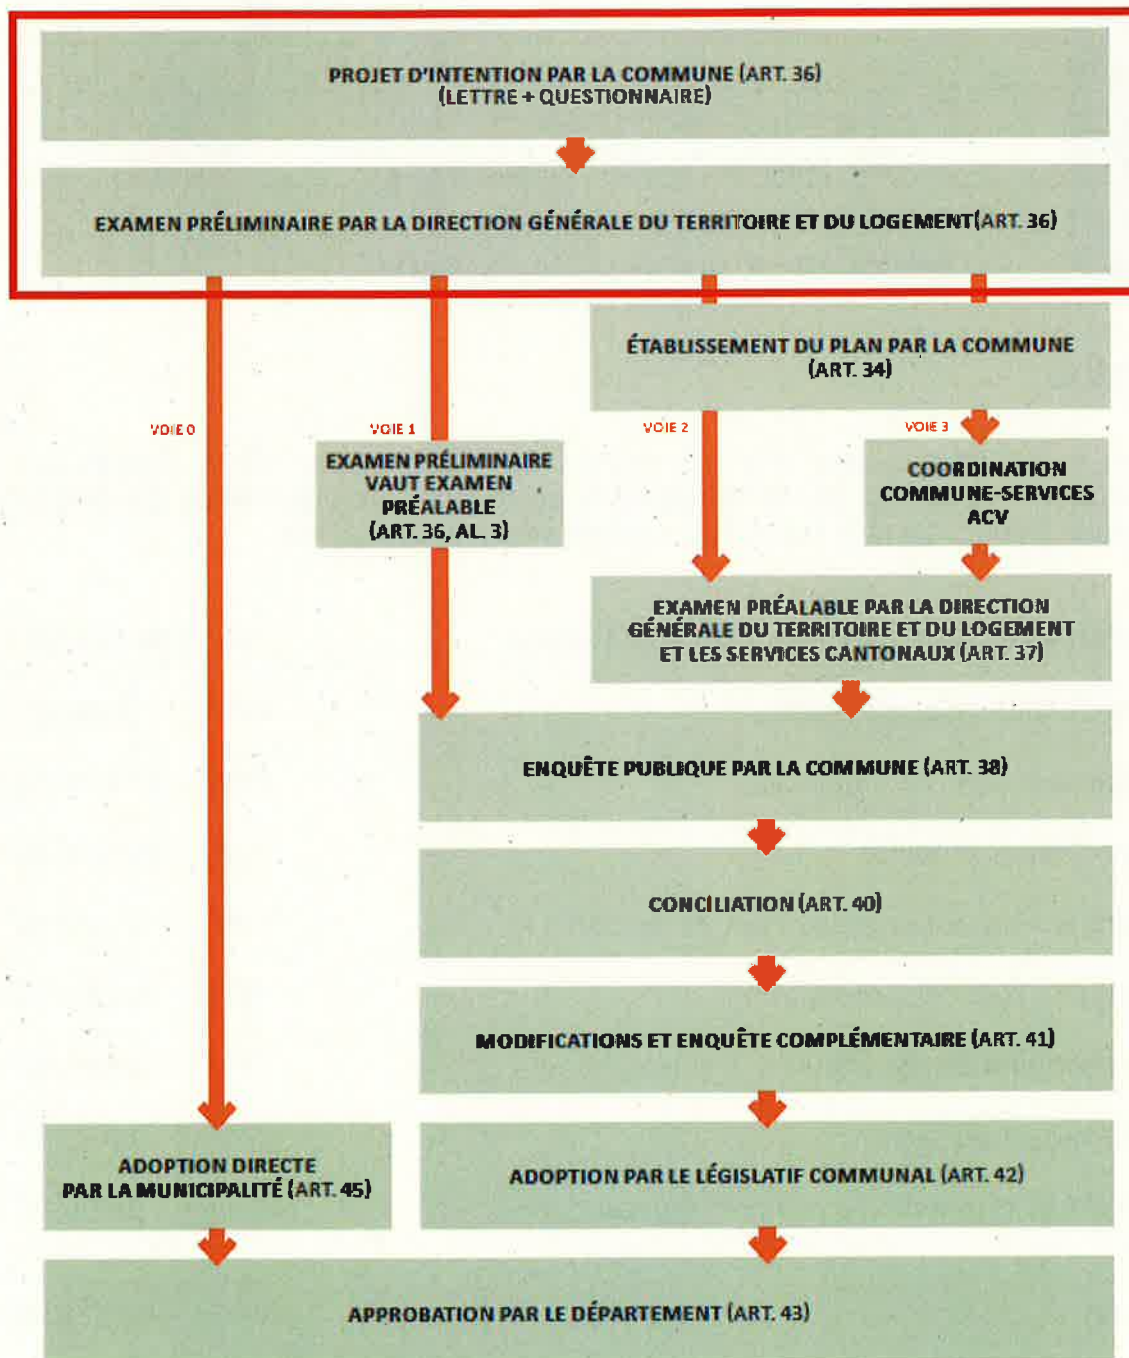 PROJET D'INTENTION PAR LA COMMUNE (ART. 36)
(LETTRE + QUESTIONNAIRE)
EXAMEN PRÉLIMINAIRE PAR LA DIRECTION GÉNÉRALE DU TERRITOIRE ET DU LOGEMENT(ART. 36)
ÉTABLISSEMENT DU PLAN PAR LA COMMUNE
(ART. 34)
VOIE 0
VOIE 1
VOIE 2
VOIE 3
EXAMEN PRÉLIMINAIRE
VAUT EXAMEN
PRÉALABLE
(ART. 36, AL. 3)
COORDINATION
COMMUNE-SERVICES
ACV
EXAMEN PRÉALABLE PAR LA DIRECTION
GÉNÉRALE DU TERRITOIRE ET DU LOGEMENT
ET LES SERVICES CANTONAUX (ART. 37)
ENQUÊTE PUBLIQUE PAR LA COMMUNE (ART. 38)
CONCILIATION (ART. 40)
MODIFICATIONS ET ENQUÊTE COMPLÉMENTAIRE (ART. 41)
ADOPTION DIRECTE
PAR LA MUNICIPALITÉ (ART. 45)
ADOPTION PAR LE LÉGISLATIF COMMUNAL (ART. 42)
APPROBATION PAR LE DÉPARTEMENT (ART. 43)